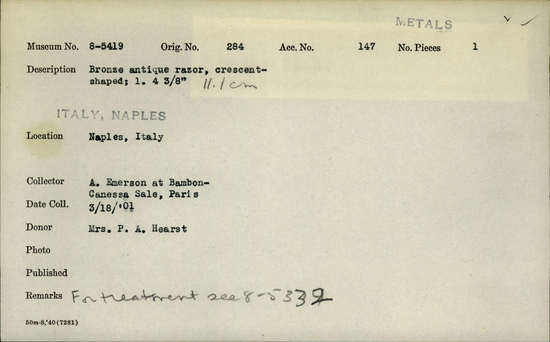 METALS
Museum No. 8-5419 Orig. No. 284 Acc. No. 147 No. Pieces 1
Description Bronze antique razor, crescent-
shaped; l. 4 3/8" 11.1 cm
ITALY, NAPLES
Location Naples, Italy
Collector A. Emerson at Bambon-
Canessa Sale, Paris
Date Coll. 3/18/'01
Donor Mrs. P. A. Hearst
Photo
Published
Remarks For treatment see 8-5332
50m-8,'40(7281)